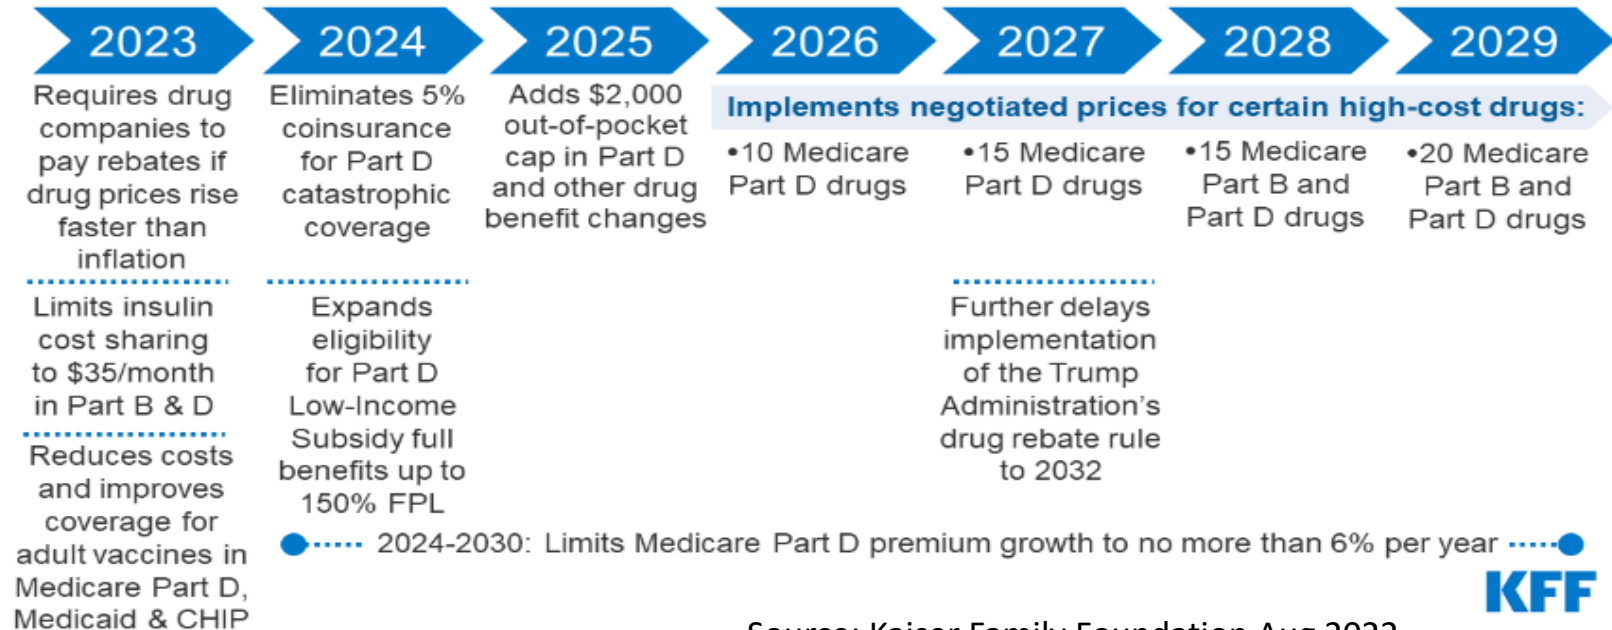 2023
Requires drug
companies to
pay rebates if
drug prices rise
faster than
inflation
Limits insulin
cost sharing
to $35/month
in Part B & D
Reduces costs
and improves
coverage for
adult vaccines in
Medicare Part D,
Medicaid & CHIP
2024
Eliminates 5%
coinsurance
for Part D
catastrophic
coverage
Expands
eligibility
for Part D
Low-Income
Subsidy full
benefits up to
150% FPL
2025
Adds $2,000
out-of-pocket
cap in Part D
and other drug
benefit changes
2026
2027
2028
2029
Implements negotiated prices for certain high-cost drugs:
•10 Medicare
Part D drugs
•15 Medicare
Part D drugs
Further delays
implementation
of the Trump
Administration’s
drug rebate rule
to 2032
•15 Medicare
Part B and
Part D drugs
•20 Medicare
Part B and
Part D drugs
2024-2030: Limits Medicare Part D premium growth to no more than 6% per year
KFF
Source: Kaiser Family Foundation Aug